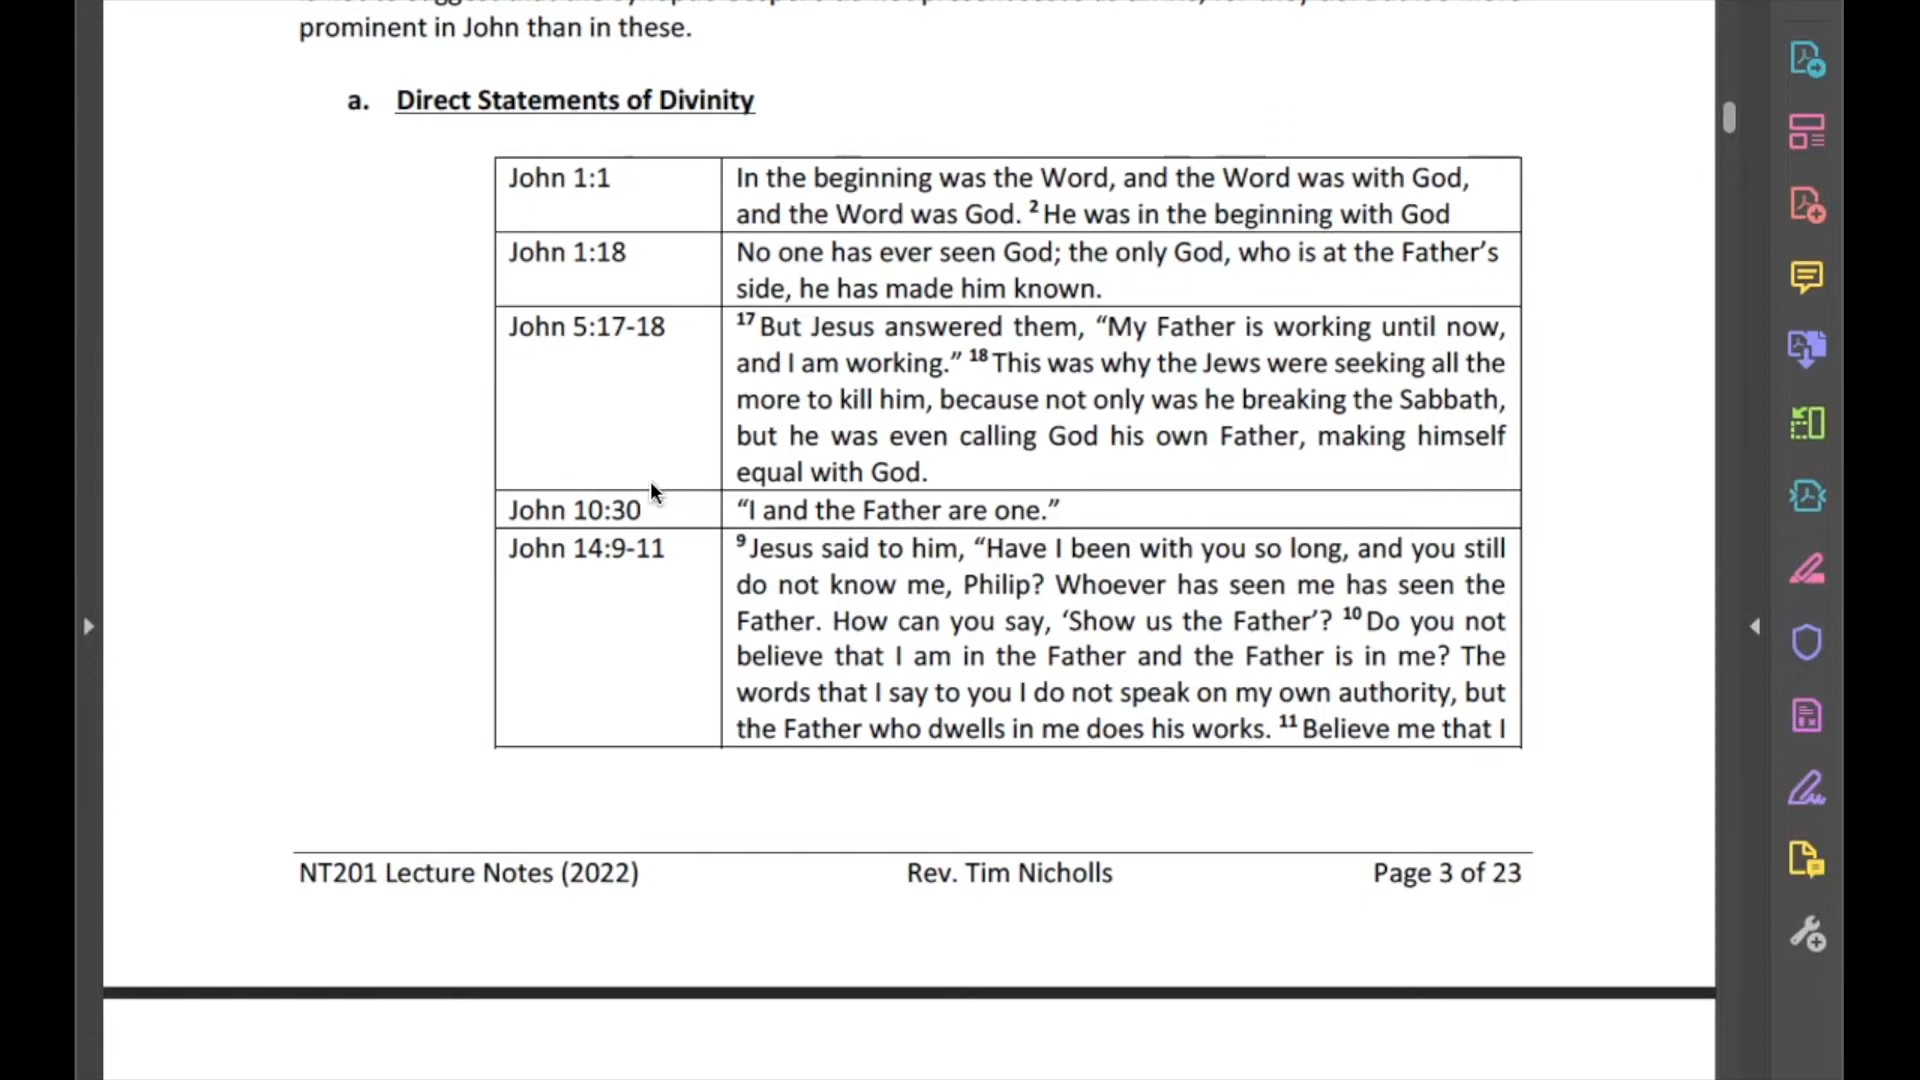 prominent in John than in these.
a. Direct Statements of Divinity
John 1:1
In the beginning was the Word, and the Word was with God,
and the Word was God. 2 He was in the beginning with God
John 1:18
No one has ever seen God; the only God, who is at the Father’s
side, he has made him known.
John 5:17-18
17 But Jesus answered them, “My Father is working until now,
and I am working.” 18 This was why the Jews were seeking all the
more to kill him, because not only was he breaking the Sabbath,
but he was even calling God his own Father, making himself
equal with God.
John 10:30
“I and the Father are one.”
John 14:9-11
9 Jesus said to him, “Have I been with you so long, and you still
do not know me, Philip? Whoever has seen me has seen the
Father. How can you say, ‘Show us the Father’? 10 Do you not
believe that I am in the Father and the Father is in me? The
words that I say to you I do not speak on my own authority, but
the Father who dwells in me does his works. 11 Believe me that I
NT201 Lecture Notes (2022)
Rev. Tim Nicholls
Page 3 of 23